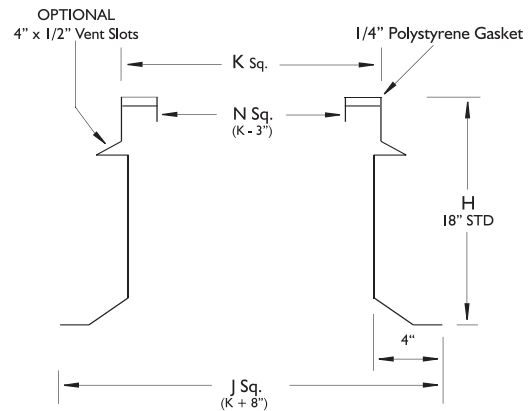 OPTIONAL
4” x 1/2” Vent Slots
1/4” Polystyrene Gasket
K Sq.
N Sq.
(K - 3”)
H
18” STD
4“
J Sq.
(K + 8”)